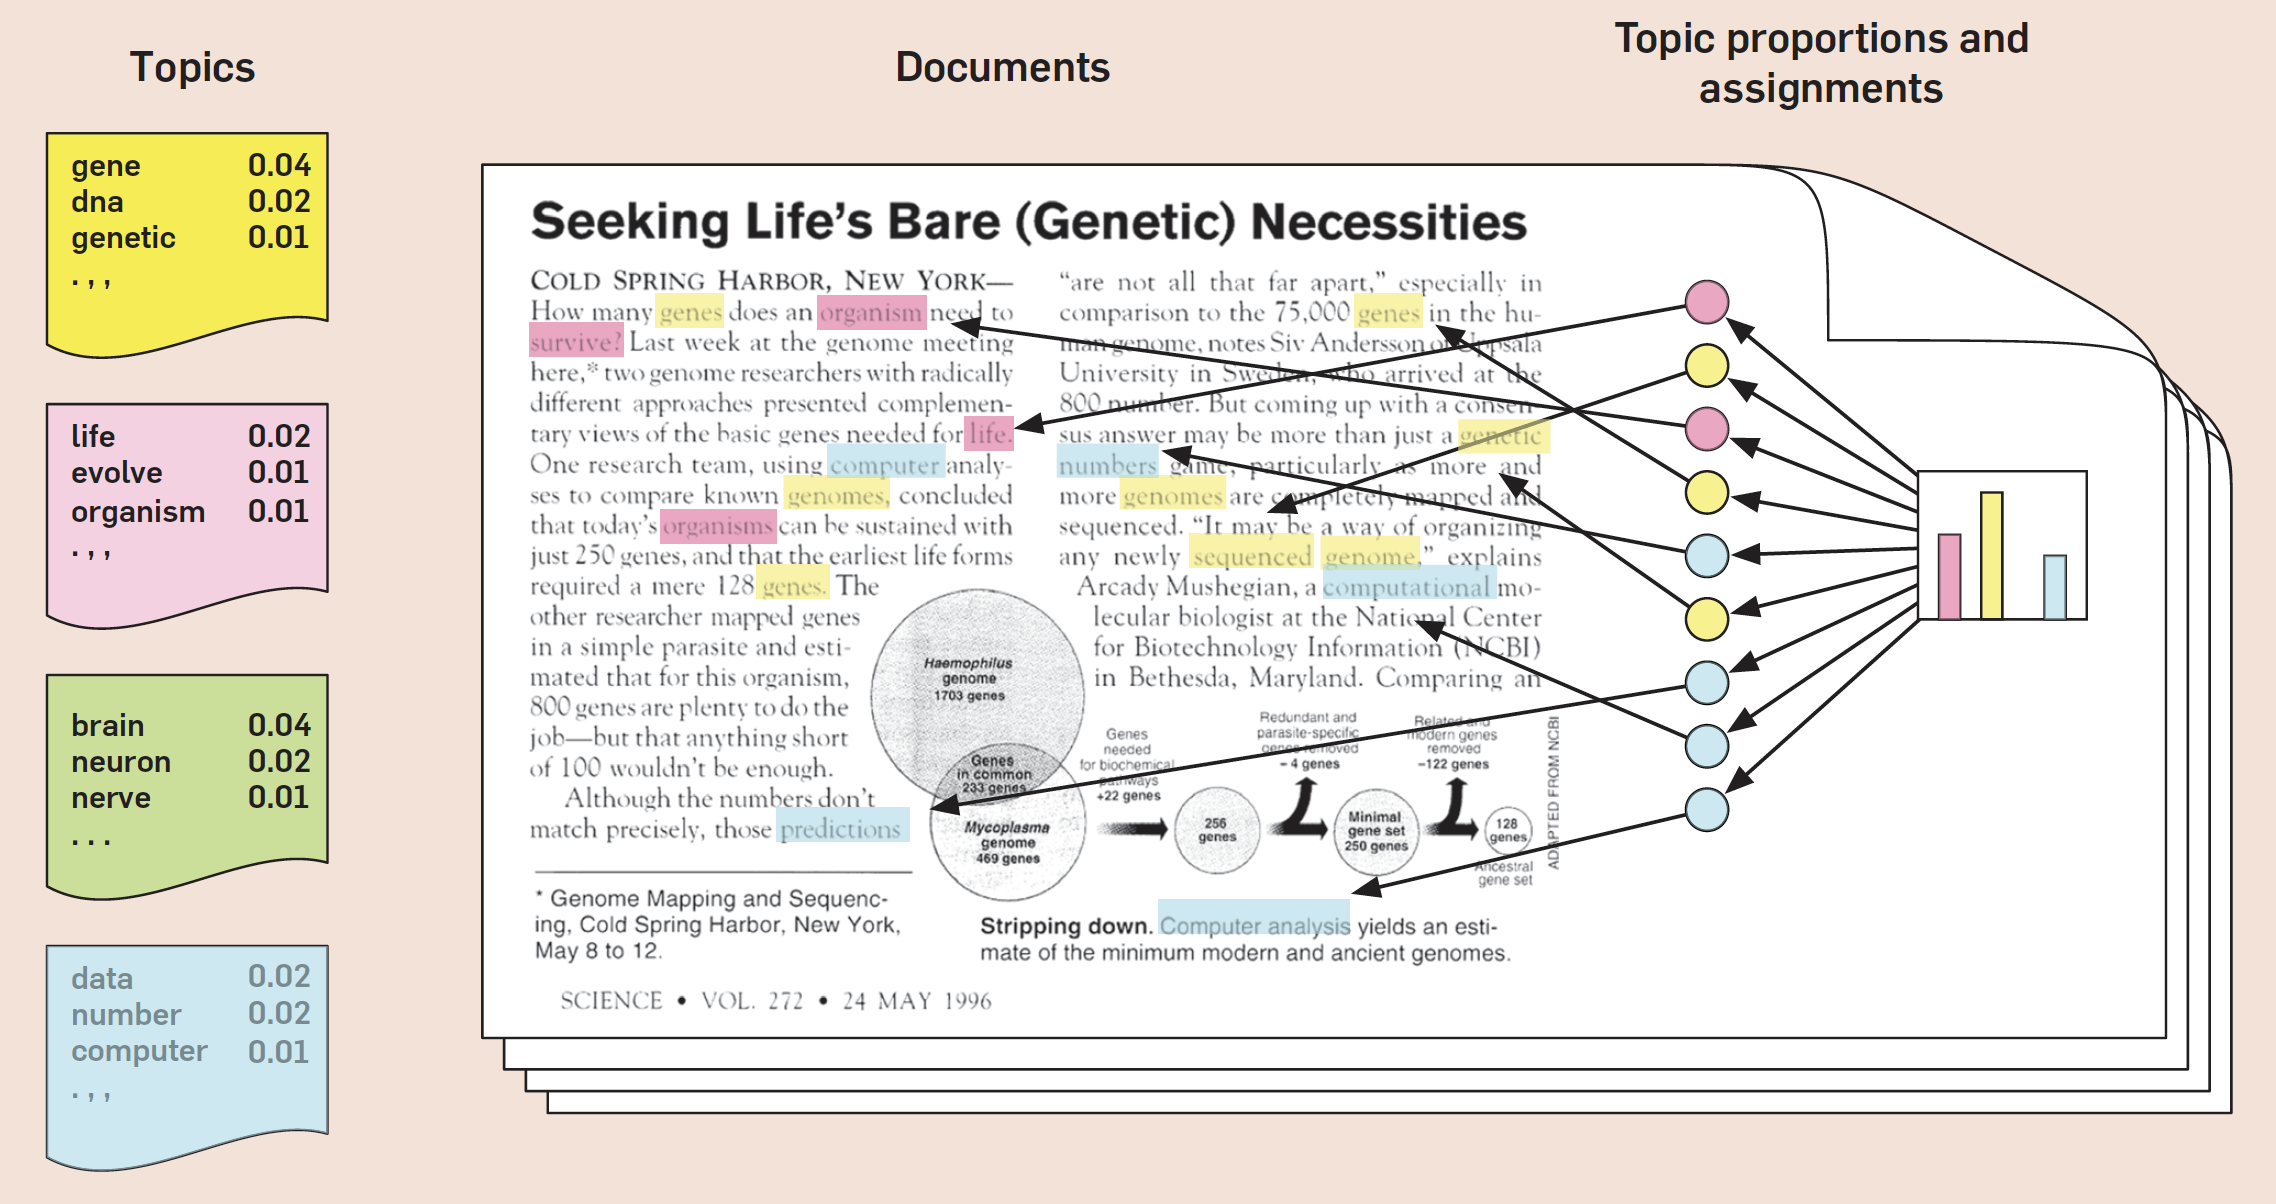 Topics
Documents
Topic proportions and
assignments
gene 0.04
dna 0.02
genetic 0.01
. , ,
life 0.02
evolve 0.01
organism 0.01
. , ,
brain 0.04
neuron 0.02
nerve 0.01
. . .
data 0.02
number 0.02
computer 0.01
. , ,
Seeking Life’s Bare (Genetic) Necessities
COLD SPRING HARBOR, NEW YORK—
How many genes does an organism need to
survive? Last week at the genome meeting
here,* two genome researchers with radically
different approaches presented complemen-
tary views of the basic genes needed for life.
One research team, using computer analy-
ses to compare known genomes, concluded
that today’s organisms can be sustained with
just 250 genes, and that the earliest life forms
required a mere 128 genes. The
other researcher mapped genes
in a simple parasite and esti-
mated that for this organism,
800 genes are plenty to do the
job—but that anything short
of 100 wouldn’t be enough.
Although the numbers don’t
match precisely, those predictions
* Genome Mapping and Sequenc-
ing, Cold Spring Harbor, New York,
May 8 to 12.
“are not all that far apart,” especially in
comparison to the 75,000 genes in the hu-
man genome, notes Siv Andersson of Uppsala
University in Sweden, who arrived at the
800 number. But coming up with a consen-
sus answer may be more than just a genetic
numbers game, particularly as more and
more genomes are completely mapped and
sequenced. “It may be a way of organizing
any newly sequenced genome,” explains
Arcady Mushegian, a computational mo-
lecular biologist at the National Center
for Biotechnology Information (NCBI)
in Bethesda, Maryland. Comparing an
Haemophilus
genome
1703 genes
Genes
in common
233 genes
Mycoplasma
genome
469 genes
Genes
needed
for biochemical
pathways
+22 genes
256
genes
Redundant and
parasite-specific
genes removed
– 4 genes
Minimal
gene set
250 genes
Related and
modern genes
removed
–122 genes
128
genes
Ancestral
gene set
ADAPTED FROM NCBI
Stripping down. Computer analysis yields an esti-
mate of the minimum modern and ancient genomes.
SCIENCE • VOL. 272 • 24 MAY 1996